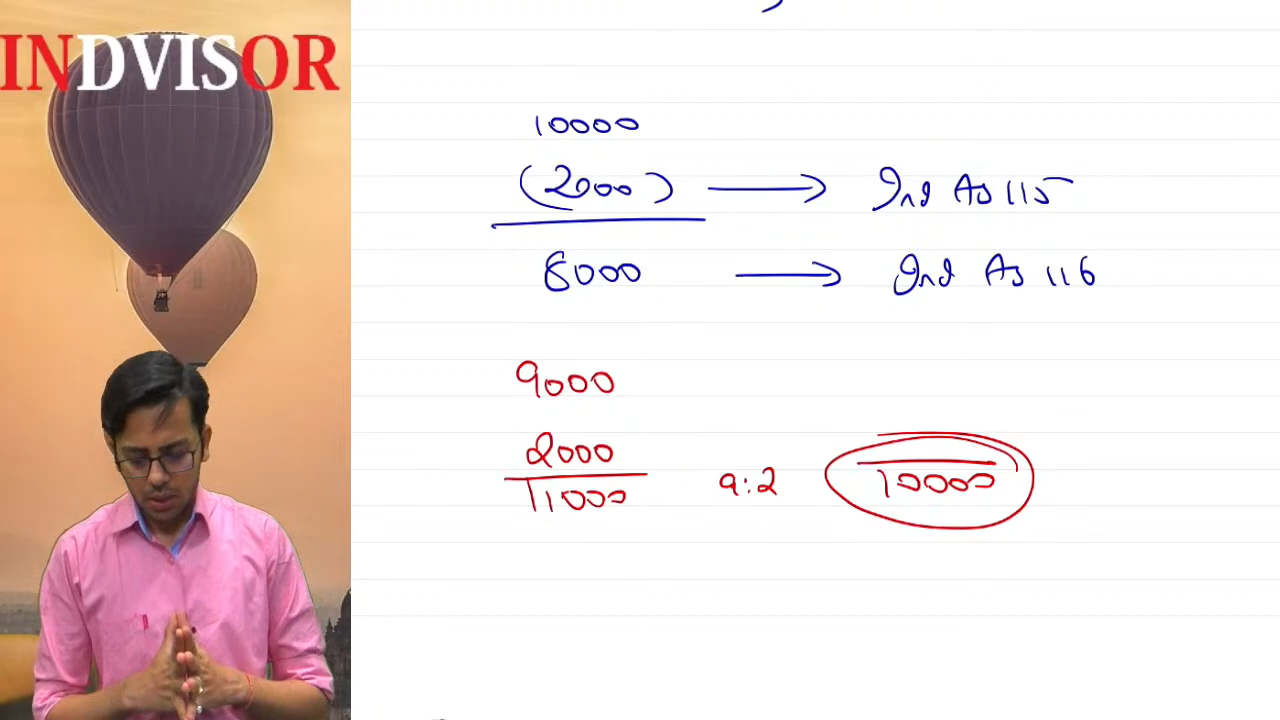 INDVISOR
10000
(2000) → Ind As 115
8000 → Ind As 116
9000
2000
11000 9:2 10000